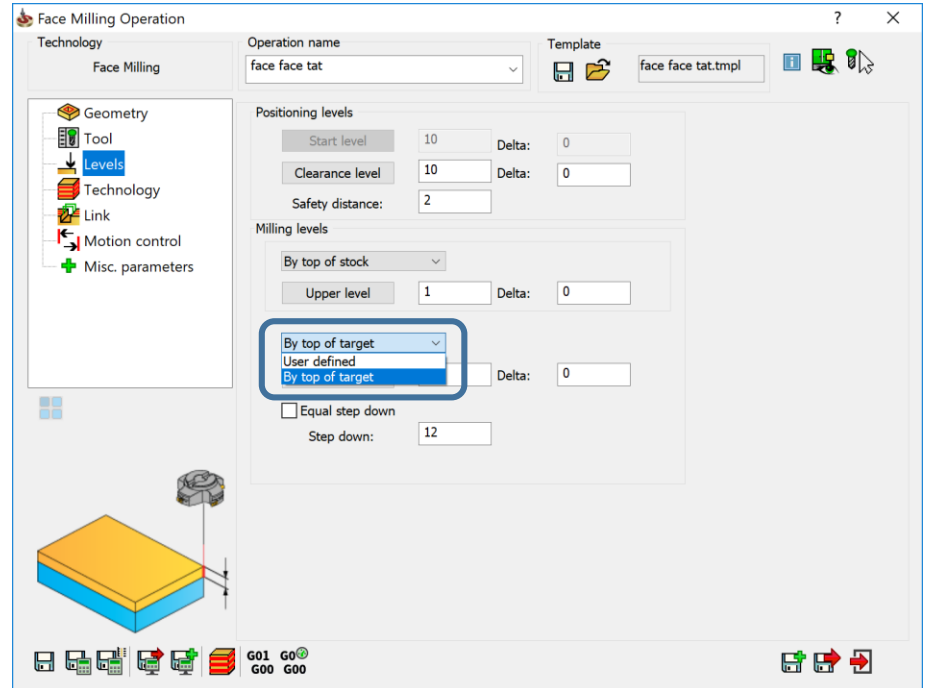 Face Milling Operation
?
Technology
Face Milling
Operation name
face face tat
Template
face face tat.tmpl
Geometry
Tool
Levels
Technology
Link
Motion control
Misc. parameters
Positioning levels
Start level 10 Delta: 0
Clearance level 10 Delta: 0
Safety distance: 2
Milling levels
By top of stock
Upper level 1 Delta: 0
By top of target
User defined
By top of target
Delta: 0
Equal step down
Step down: 12
G01 G0
G00 G00